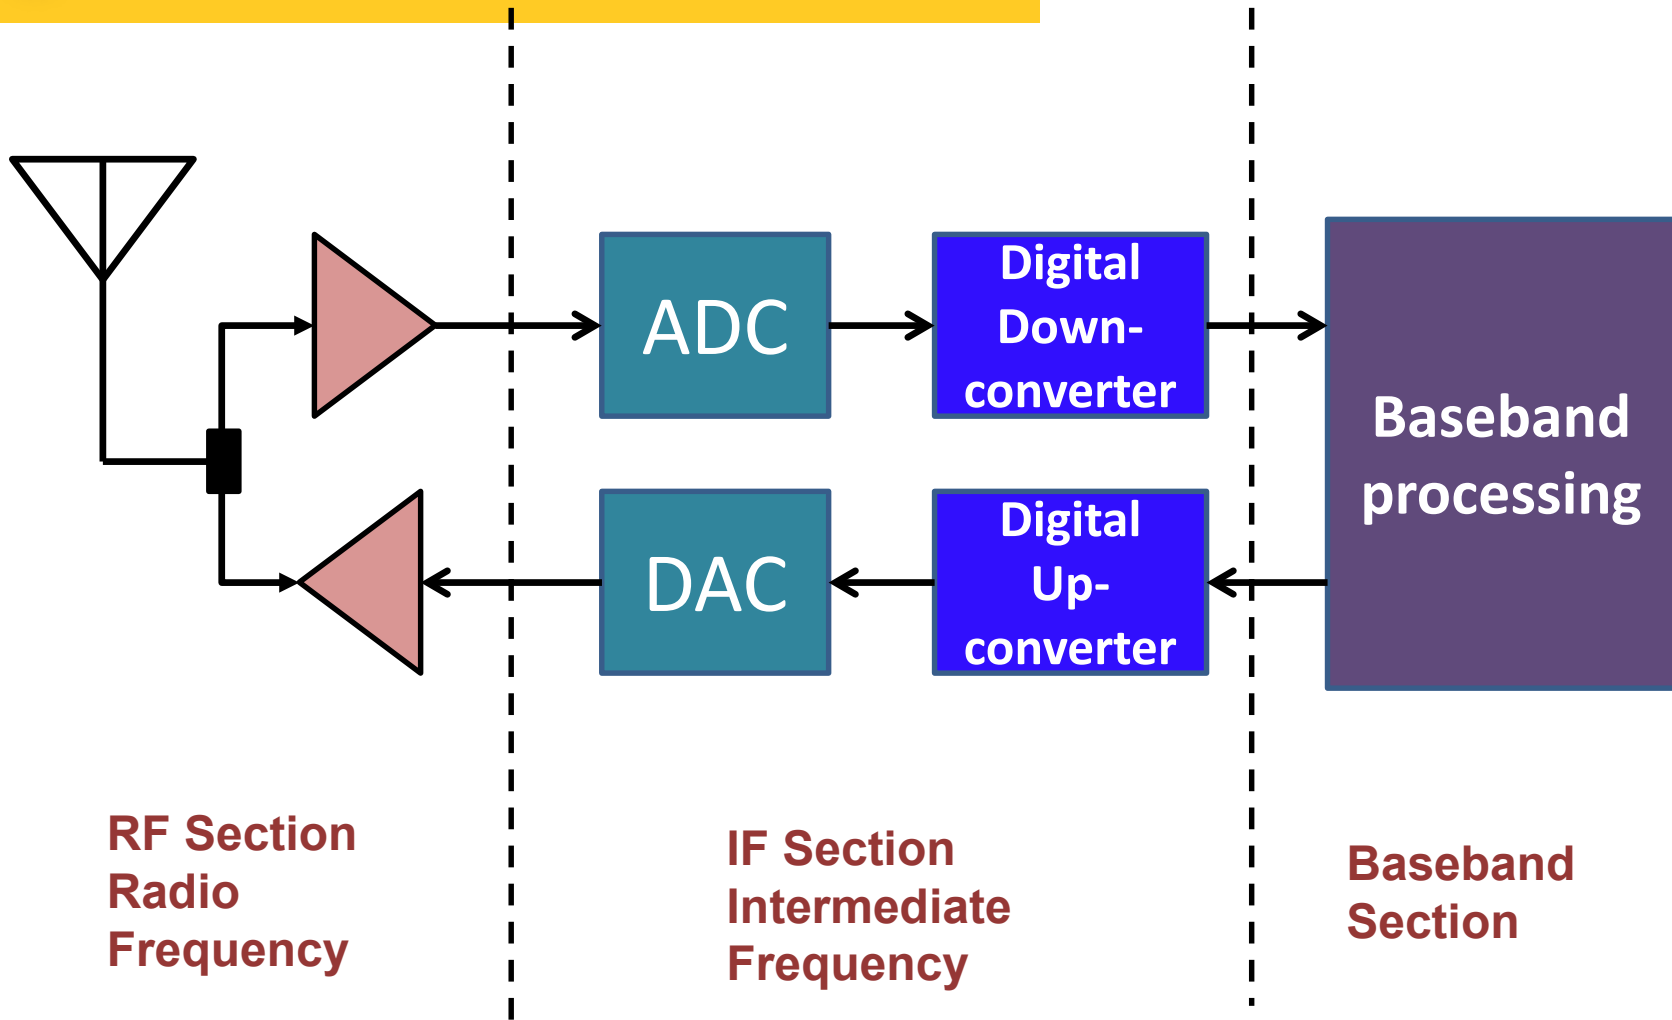 ADC
Digital
Down-
converter
Baseband
processing
DAC
Digital
Up-
converter
RF Section
Radio
Frequency
IF Section
Intermediate
Frequency
Baseband
Section